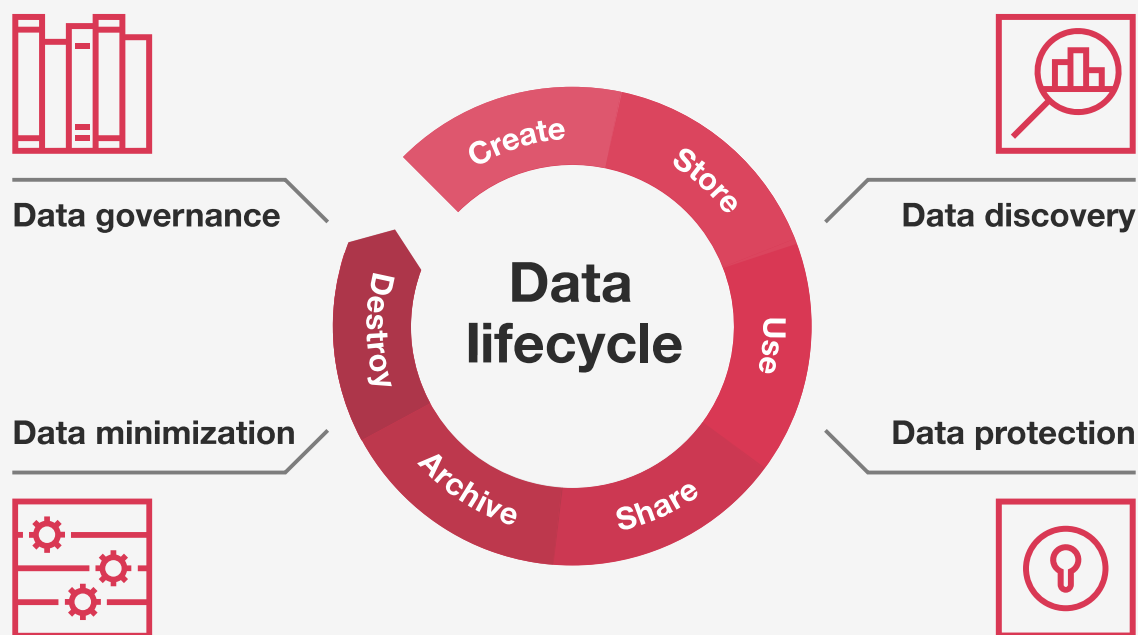 Create
Store
Data governance
Data discovery
Data
lifecycle
Destroy
Use
Data minimization
Data protection
Archive
Share